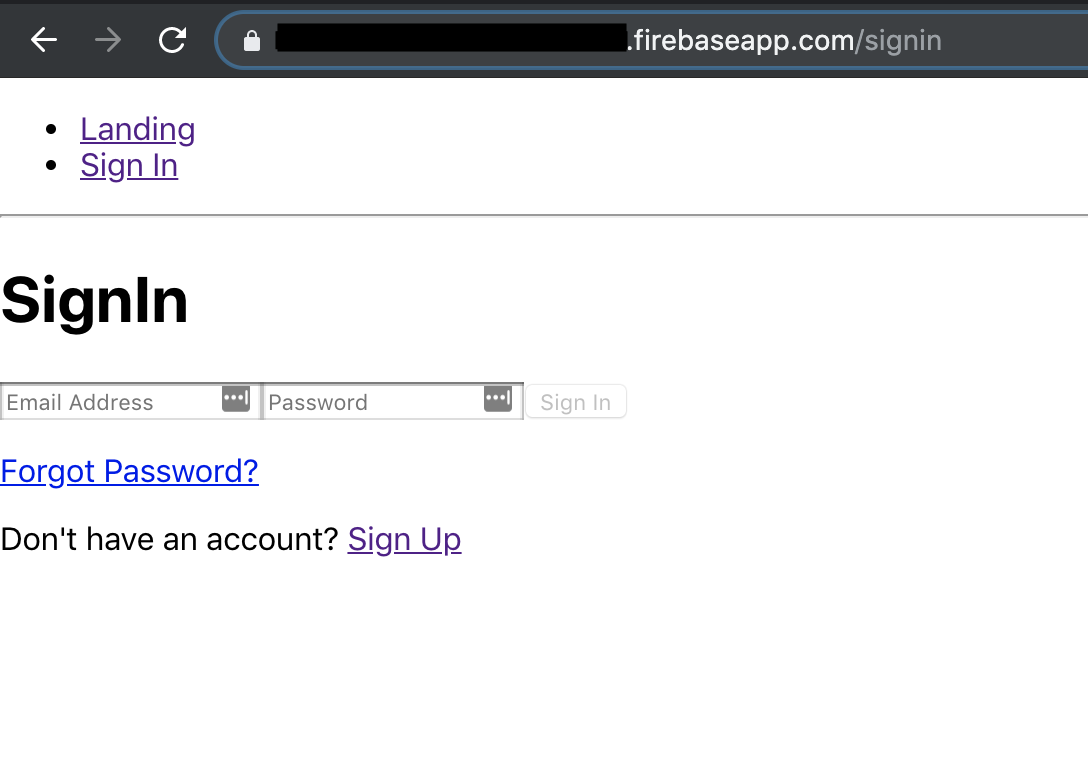 .firebaseapp.com/signin
Landing
Sign In
SignIn
Email Address Password Sign In
Forgot Password?
Don't have an account? Sign Up